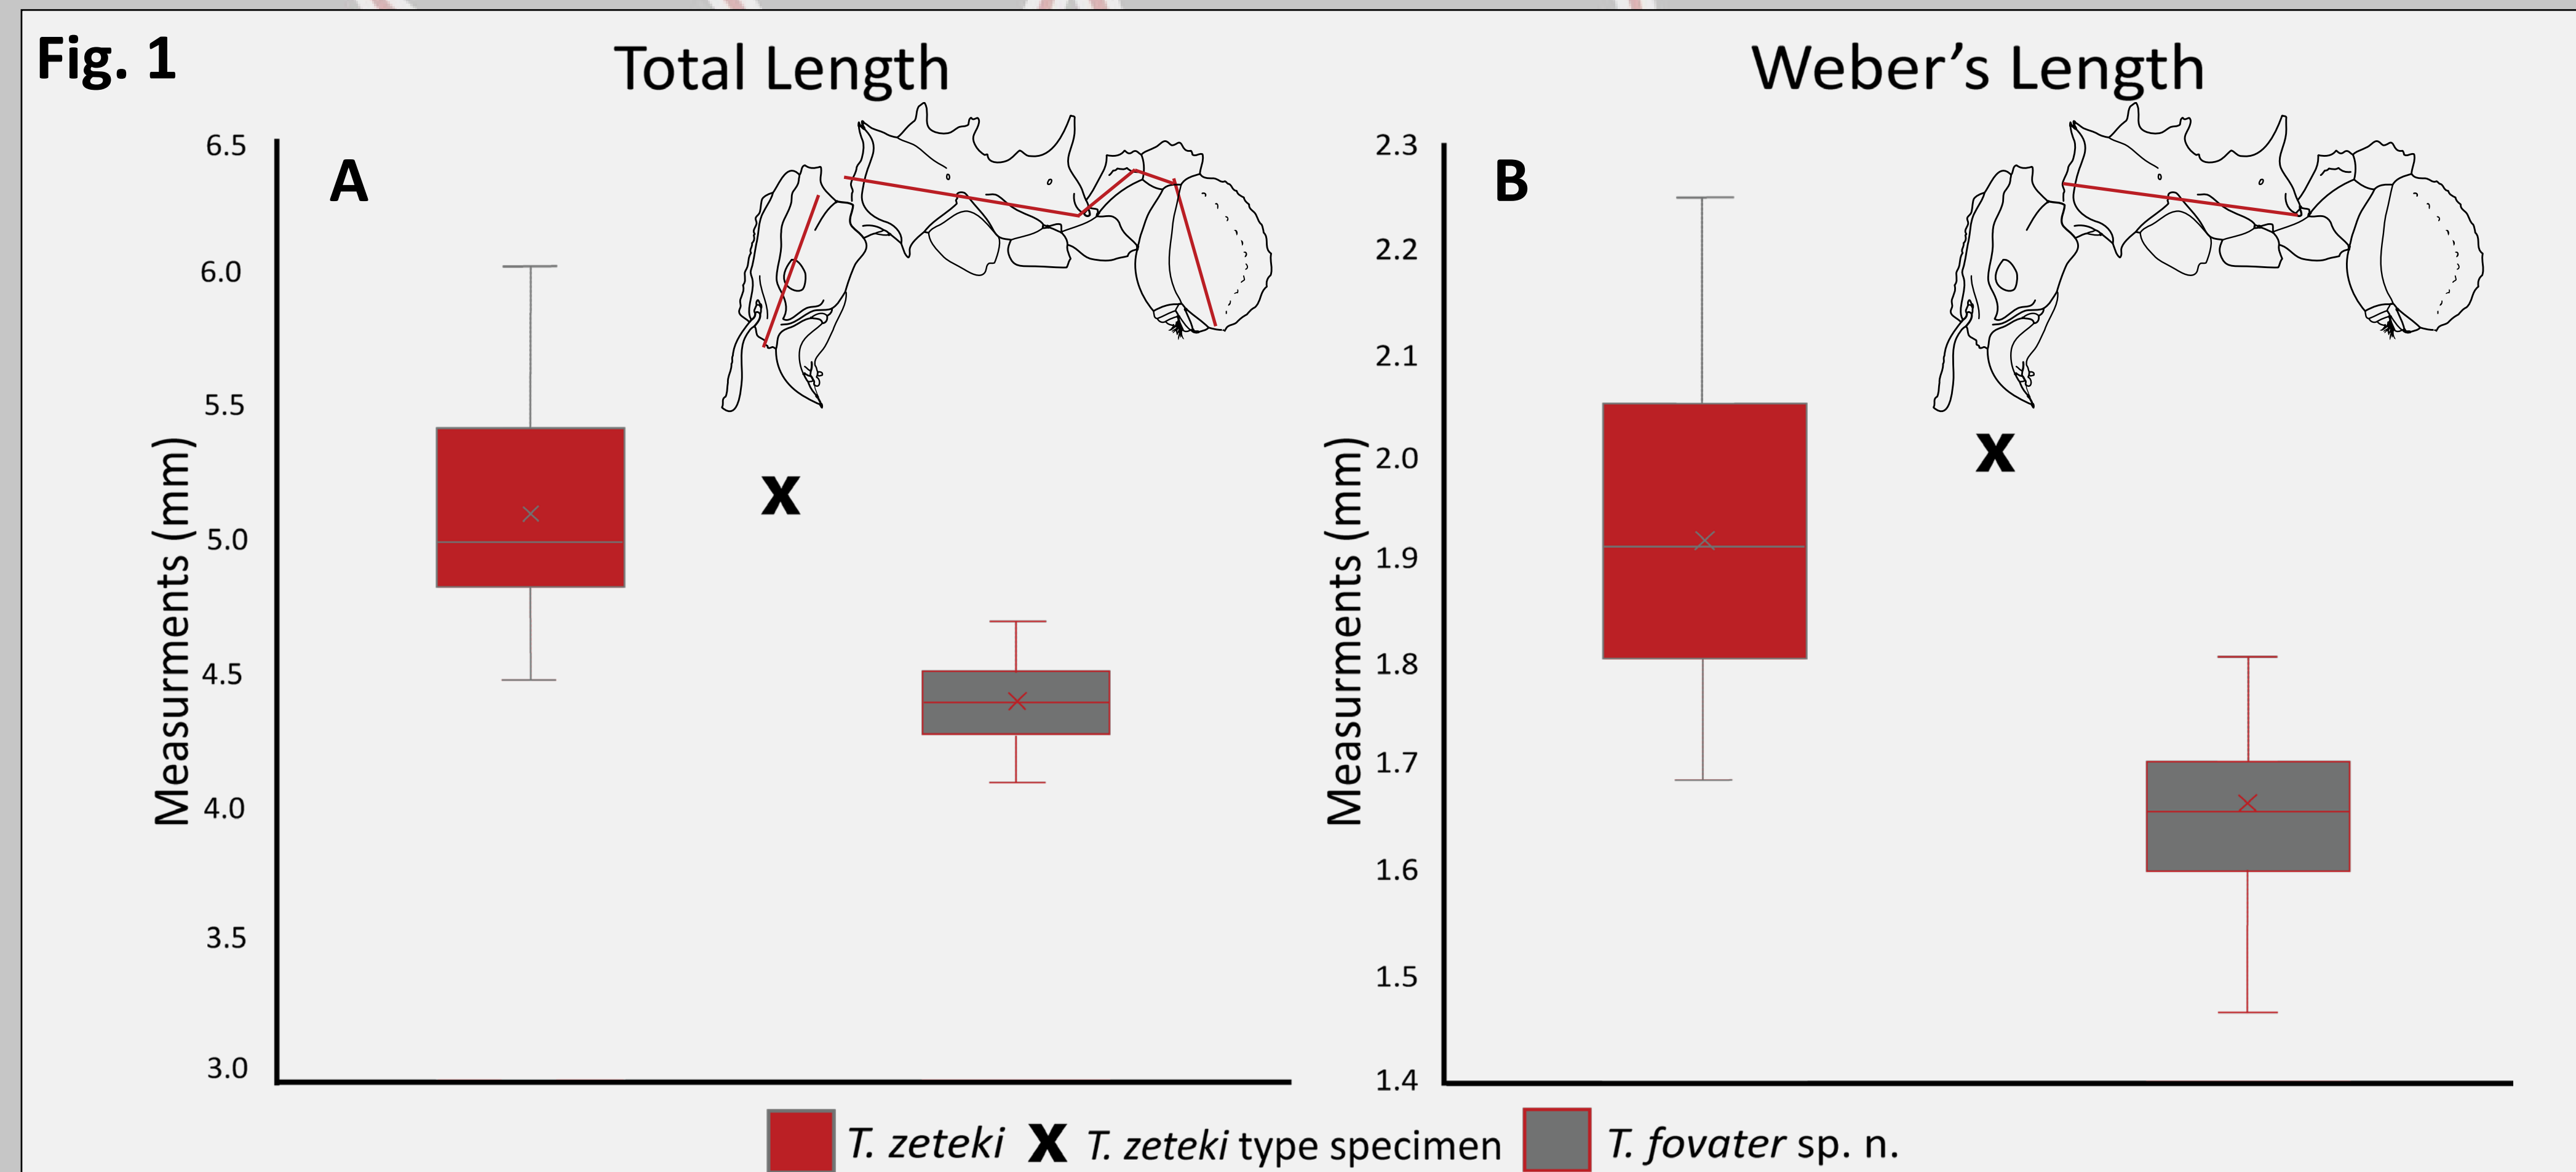 Fig. 1
Total Length
A
Measurments (mm)
6.5
6.0
5.5
5.0
4.5
4.0
3.5
3.0
X
Weber’s Length
B
Measurments (mm)
2.3
2.2
2.1
2.0
1.9
1.8
1.7
1.6
1.5
1.4
X
T. zeteki X T. zeteki type specimen T. fovater sp. n.